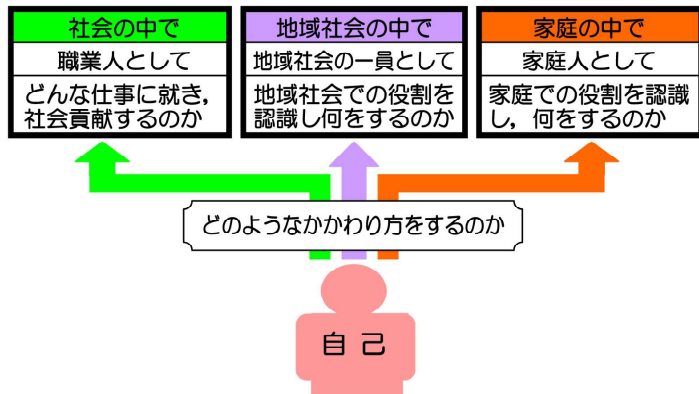 社会の中で
職業人として
どんな仕事に就き，
社会貢献するのか
地域社会の中で
地域社会の一員として
地域社会での役割を
認識し何をするのか
家庭の中で
家庭人として
家庭での役割を認識
し，何をするのか
どのようなかかわり方をするのか
自 己